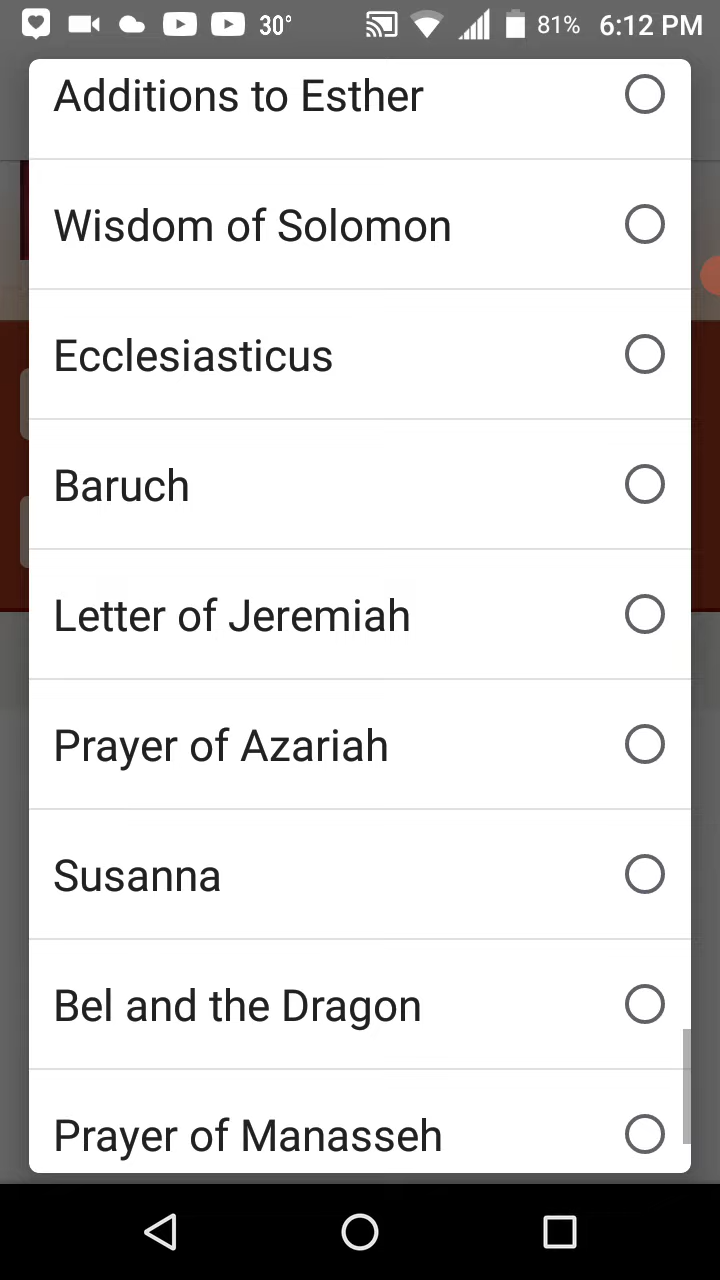 30°
81% 6:12 PM
Additions to Esther
Wisdom of Solomon
Ecclesiasticus
Baruch
Letter of Jeremiah
Prayer of Azariah
Susanna
Bel and the Dragon
Prayer of Manasseh